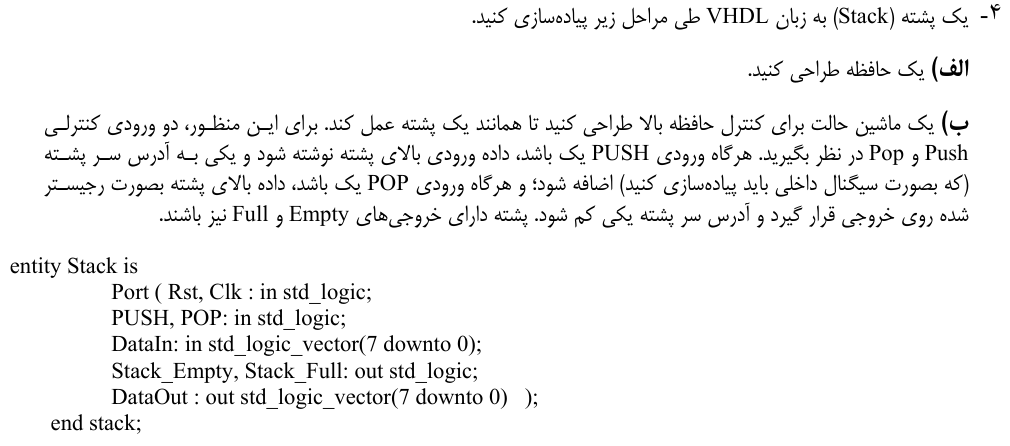 ۴- یک پشته (Stack) به زبان VHDL طی مراحل زیر پیاده‌سازی کنید.
الف) یک حافظه طراحی کنید.
ب) یک ماشین حالت برای کنترل حافظه بالا طراحی کنید تا همانند یک پشته عمل کند. برای این منظور، دو ورودی کنترلی
Push و Pop در نظر بگیرید. هرگاه ورودی PUSH یک باشد، داده ورودی بالای پشته نوشته شود و یکی به آدرس سر پشته
(که بصورت سیگنال داخلی باید پیاده‌سازی کنید) اضافه شود؛ و هرگاه ورودی POP یک باشد، داده بالای پشته بصورت رجیستر
شده روی خروجی قرار گیرد و آدرس سر پشته یکی کم شود. پشته دارای خروجی‌های Empty و Full نیز باشند.
entity Stack is
Port ( Rst, Clk : in std_logic;
PUSH, POP: in std_logic;
DataIn: in std_logic_vector(7 downto 0);
Stack_Empty, Stack_Full: out std_logic;
DataOut : out std_logic_vector(7 downto 0) );
end stack;